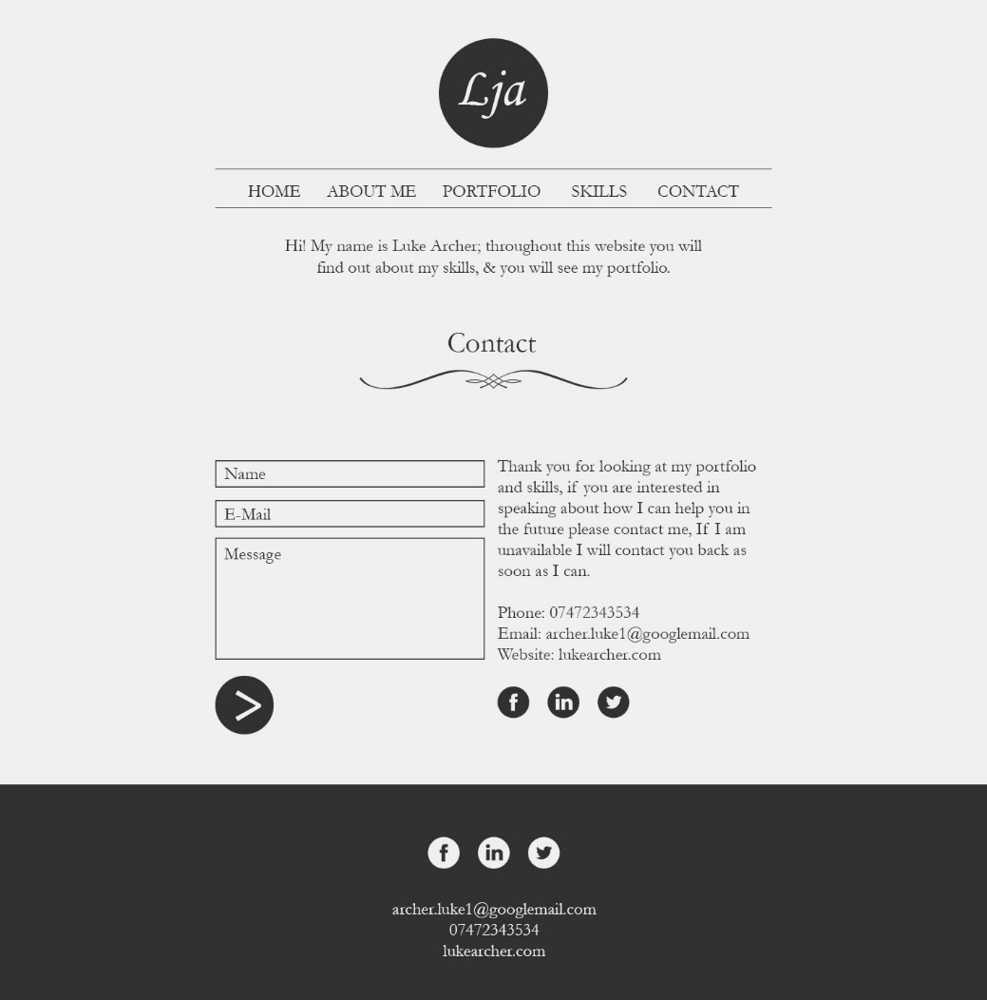 Lja
HOME ABOUT ME PORTFOLIO SKILLS CONTACT
Hi! My name is Luke Archer; throughout this website you will
find out about my skills, & you will see my portfolio.
Contact
Name
E-Mail
Message
Thank you for looking at my portfolio
and skills, if you are interested in
speaking about how I can help you in
the future please contact me, If I am
unavailable I will contact you back as
soon as I can.
Phone: 07472343534
Email: archer.luke1@googlemail.com
Website: lukearcher.com
>
f in
f in
archer.luke1@googlemail.com
07472343534
lukearcher.com